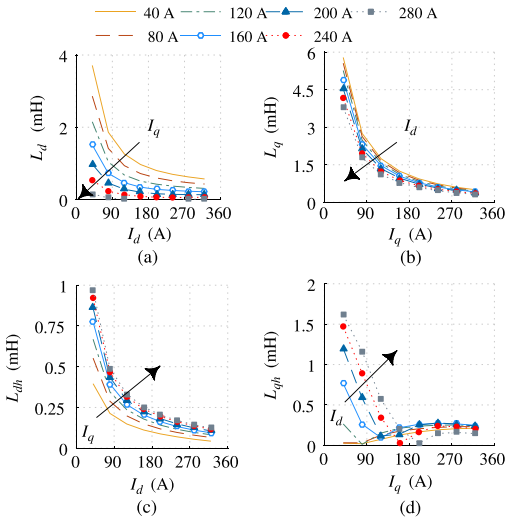 40 A 120 A 200 A 280 A
80 A 160 A 240 A
4
2
0
L_d (mH)
I_q
0 90 180 270 360
I_d (A)
(a)
6
4.5
3
1.5
0
L_q (mH)
I_d
0 90 180 270 360
I_q (A)
(b)
1
0.75
0.5
0.25
0
L_dh (mH)
I_q
0 90 180 270 360
I_d (A)
(c)
2
1.5
1
0.5
0
L_qh (mH)
I_d
0 90 180 270 360
I_q (A)
(d)